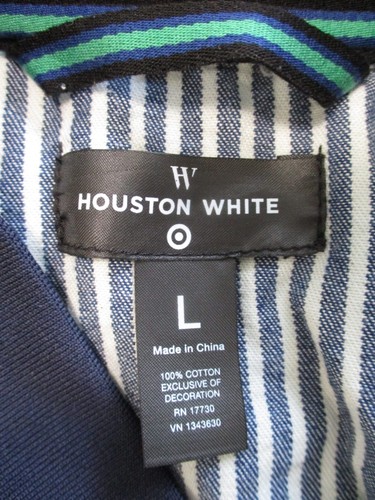 HW
HOUSTON WHITE
L
Made in China
100% COTTON
EXCLUSIVE OF
DECORATION
RN 17730
VN 1343630